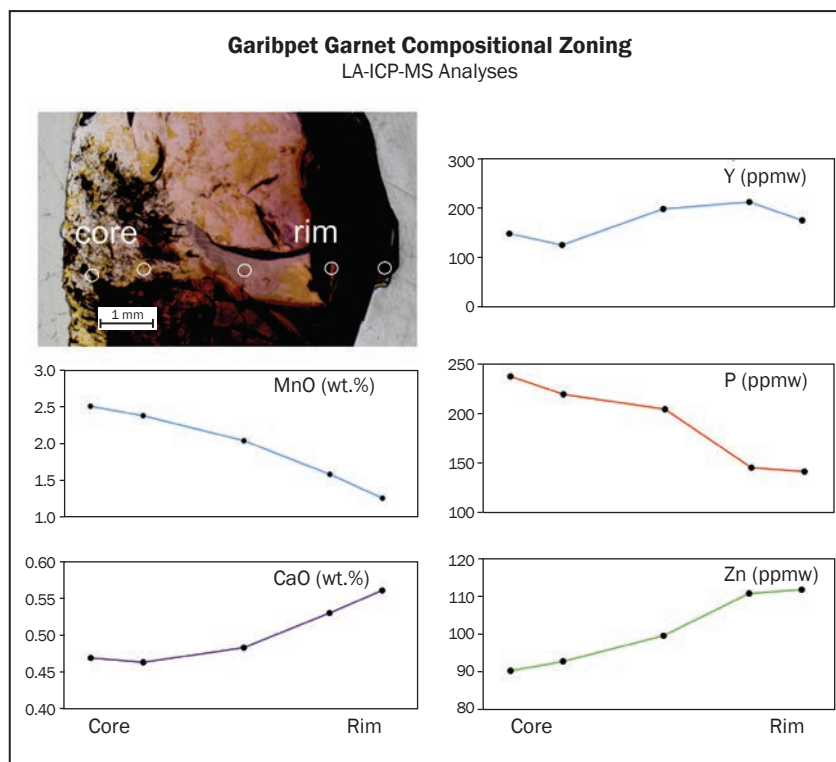 Garibpet Garnet Compositional Zoning
LA-ICP-MS Analyses
core
rim
1 mm
300
200
100
0
Y (ppmw)
3.0
2.5
2.0
1.5
1.0
MnO (wt.%)
250
200
150
100
P (ppmw)
0.60
0.55
0.50
0.45
0.40
CaO (wt.%)
Core
Rim
120
110
100
90
80
Zn (ppmw)
Core
Rim